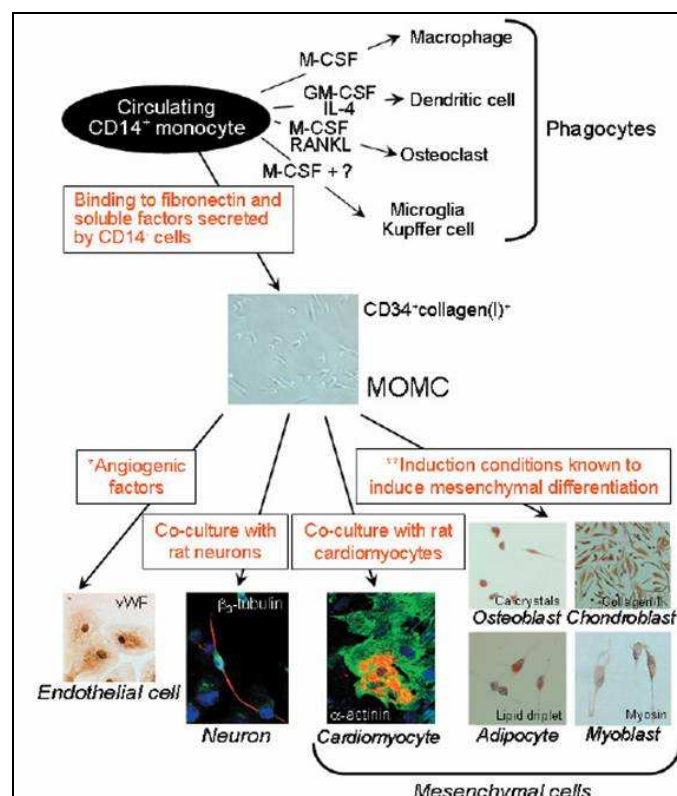 Macrophage
M-CSF
GM-CSF
IL-4
Dendritic cell
Circulating
CD14+ monocyte
M-CSF
RANKL
Osteoclast
Phagocytes
M-CSF + ?
Microglia
Kupffer cell
Binding to fibronectin and
soluble factors secreted
by CD14- cells
CD34+collagen(I)+
MOMC
*Angiogenic
factors
**Induction conditions known to
induce mesenchymal differentiation
Co-culture with
rat neurons
Co-culture with rat
cardiomyocytes
vWF
Endothelial cell
β3-tubulin
Neuron
α-actinin
Cardiomyocyte
Ca crystals
Osteoblast
Collagen II
Chondroblast
Lipid driplet
Adipocyte
Myosin
Myoblast
Mesenchymal cells